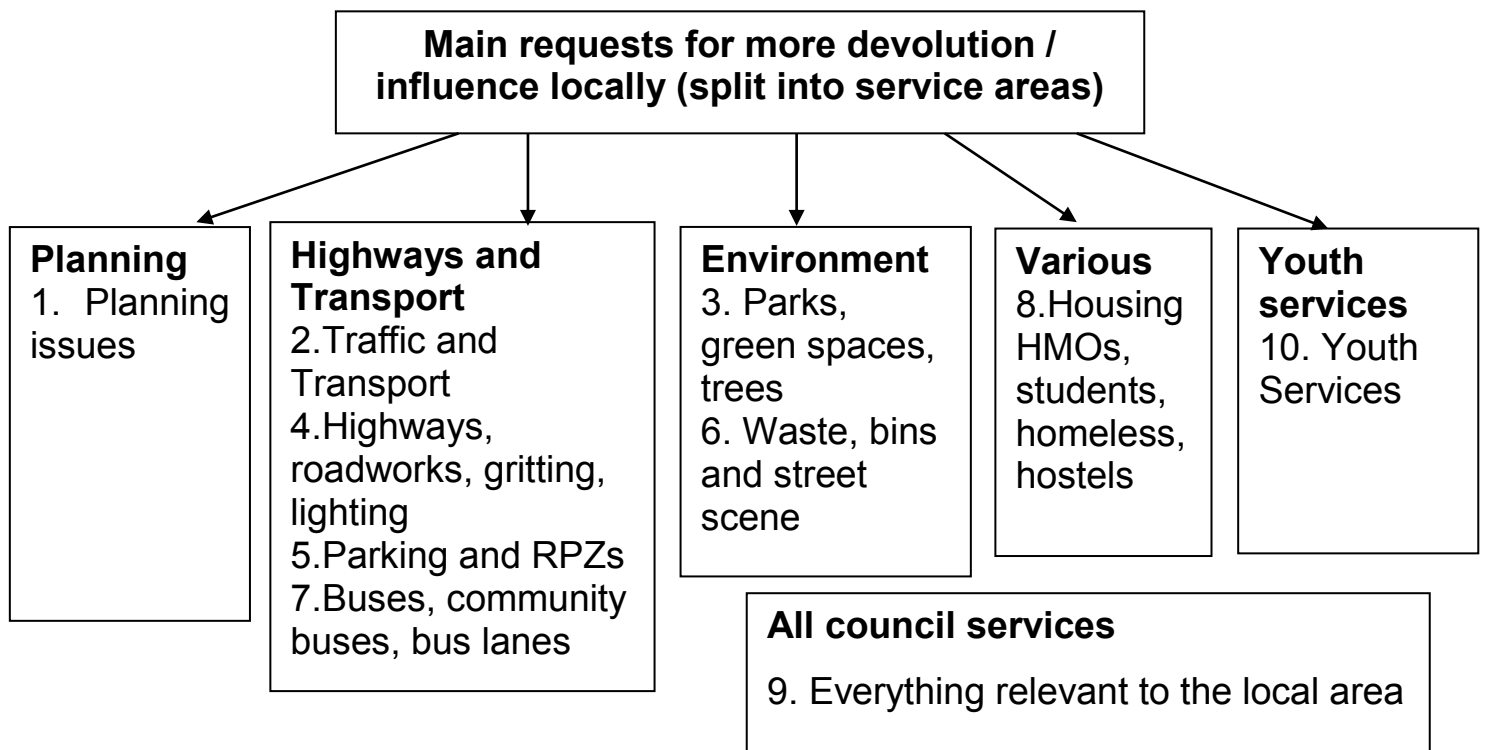 Main requests for more devolution /
influence locally (split into service areas)
Planning
1. Planning
issues
Highways and
Transport
2.Traffic and
Transport
4.Highways,
roadworks, gritting,
lighting
5.Parking and RPZs
7.Buses, community
buses, bus lanes
Environment
3. Parks,
green spaces,
trees
6. Waste, bins
and street
scene
Various
8.Housing
HMOs,
students,
homeless,
hostels
Youth
services
10. Youth
Services
All council services
9. Everything relevant to the local area